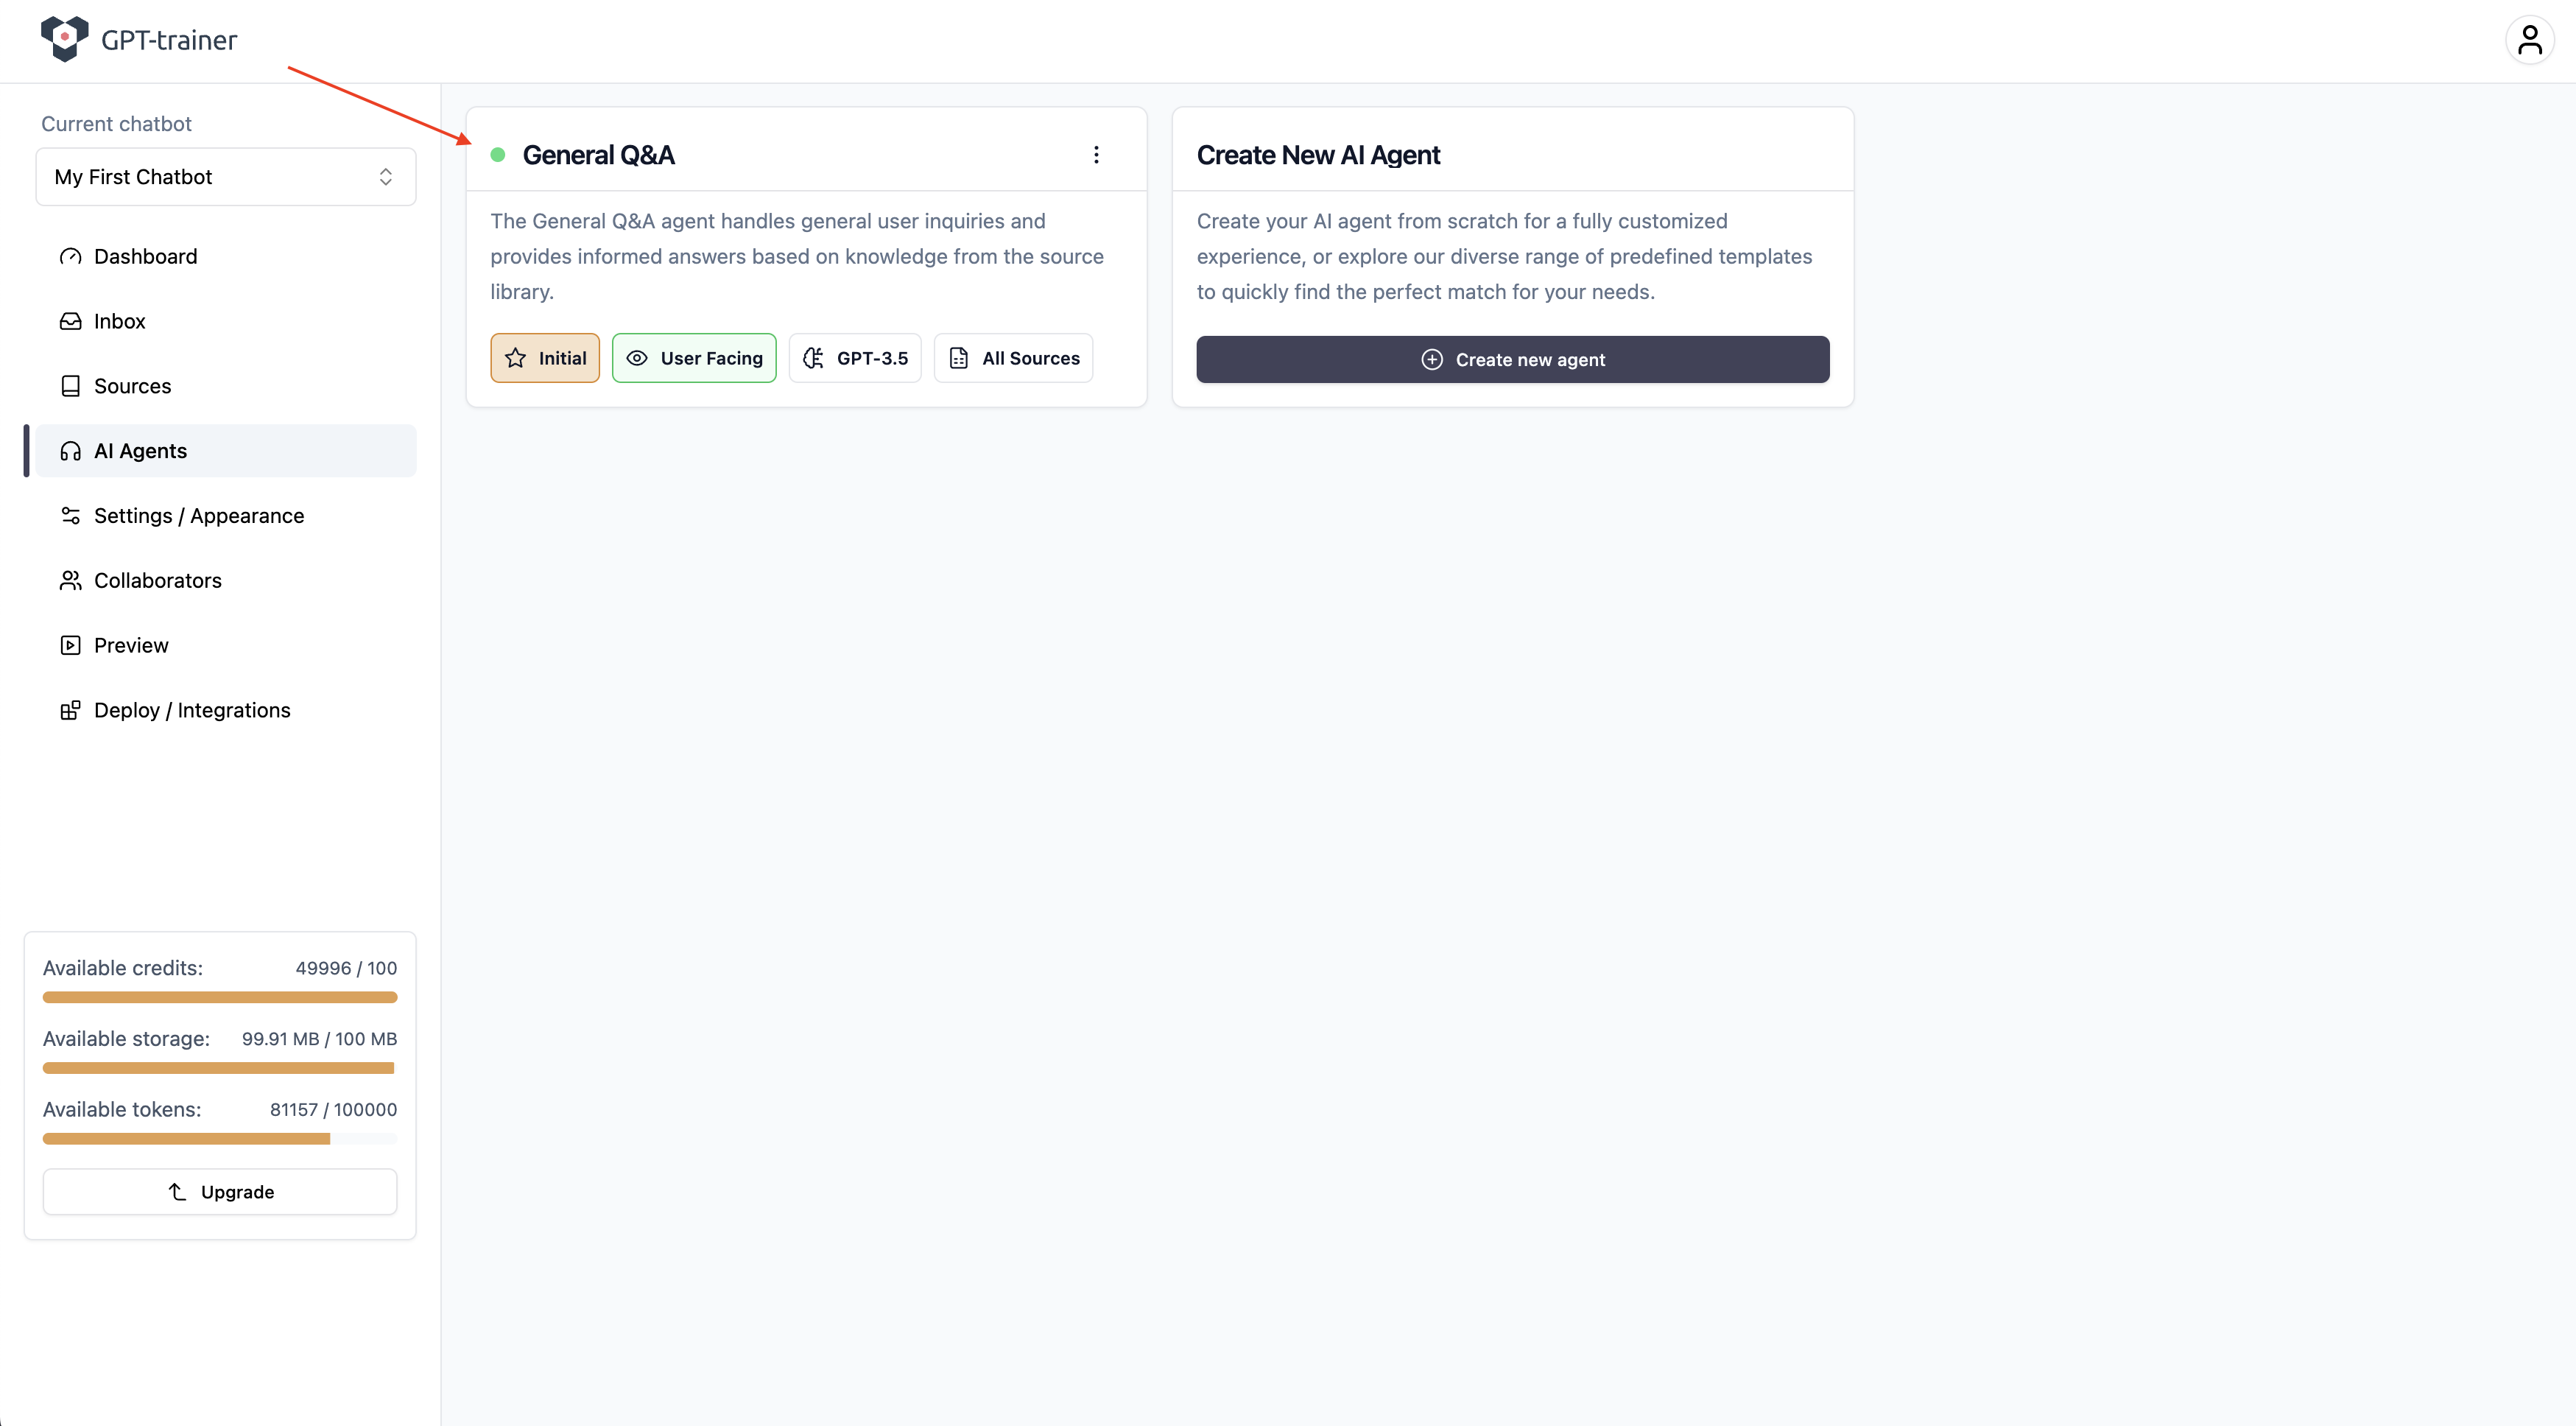 GPT-trainer
Current chatbot
My First Chatbot
Dashboard
Inbox
Sources
AI Agents
Settings / Appearance
Collaborators
Preview
Deploy / Integrations
Available credits: 49996 / 100
Available storage: 99.91 MB / 100 MB
Available tokens: 81157 / 100000
Upgrade
General Q&A
The General Q&A agent handles general user inquiries and
provides informed answers based on knowledge from the source
library.
Initial User Facing GPT-3.5 All Sources
Create New AI Agent
Create your AI agent from scratch for a fully customized
experience, or explore our diverse range of predefined templates
to quickly find the perfect match for your needs.
Create new agent